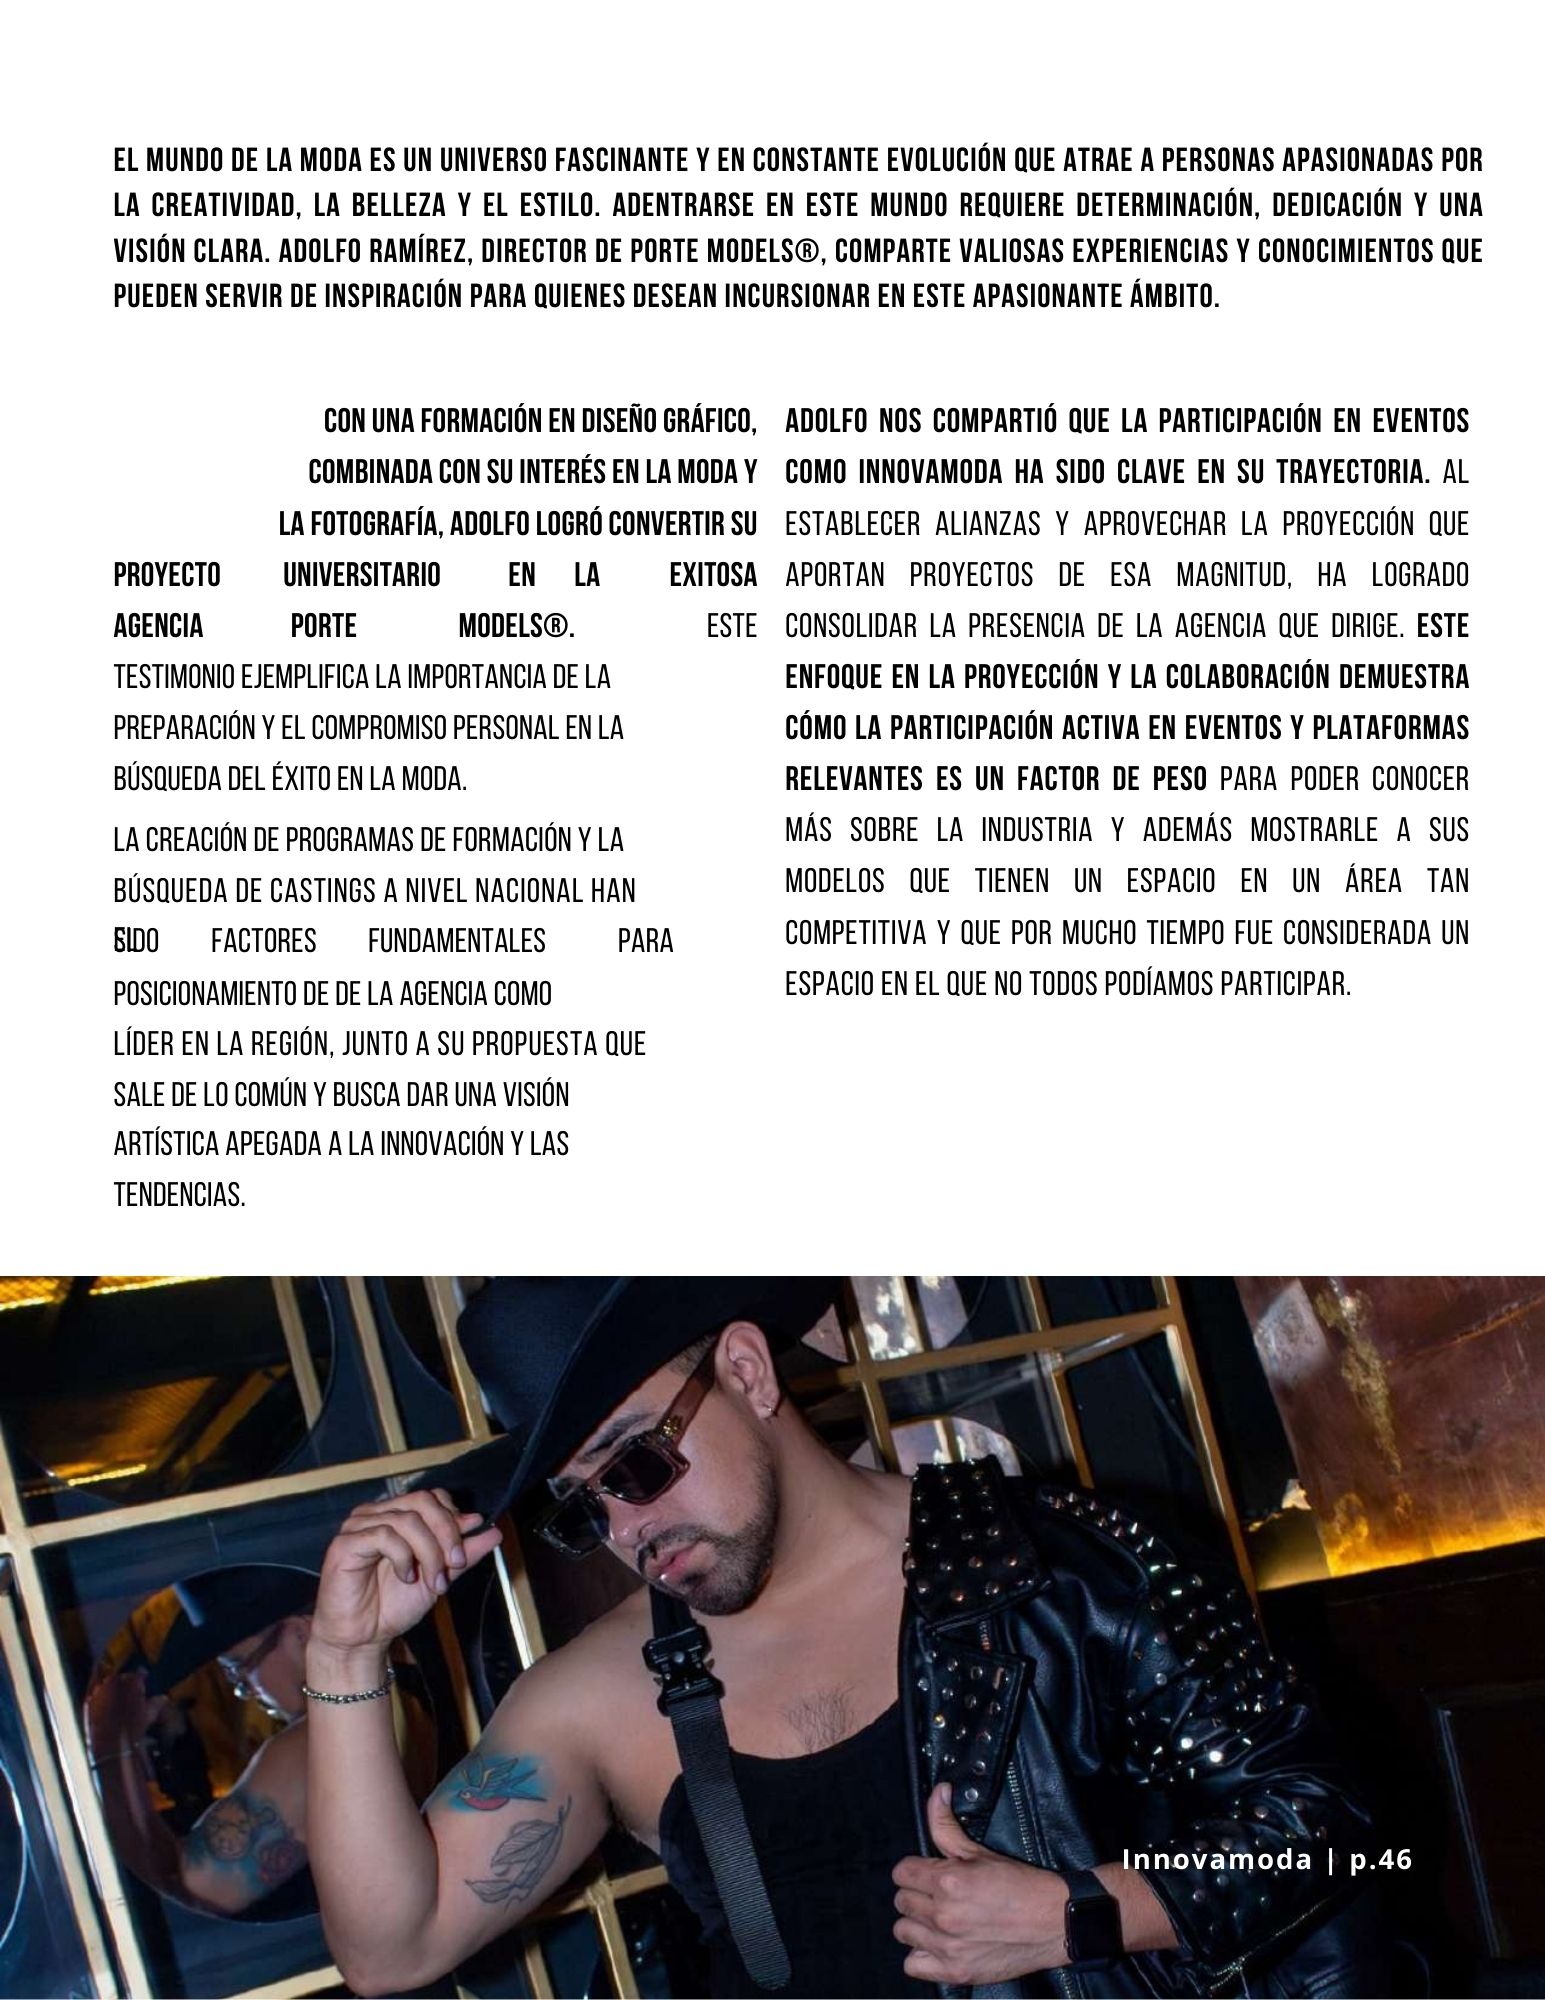 EL MUNDO DE LA MODA ES UN UNIVERSO FASCINANTE Y EN CONSTANTE EVOLUCIÓN QUE ATRAE A PERSONAS APASIONADAS POR
LA CREATIVIDAD, LA BELLEZA Y EL ESTILO. ADENTRARSE EN ESTE MUNDO REQUIERE DETERMINACIÓN, DEDICACIÓN Y UNA
VISIÓN CLARA. ADOLFO RAMÍREZ, DIRECTOR DE PORTE MODELS®, COMPARTE VALIOSAS EXPERIENCIAS Y CONOCIMIENTOS QUE
PUEDEN SERVIR DE INSPIRACIÓN PARA QUIENES DESEAN INCURSIONAR EN ESTE APASIONANTE ÁMBITO.
CON UNA FORMACIÓN EN DISEÑO GRÁFICO,
COMBINADA CON SU INTERÉS EN LA MODA Y
LA FOTOGRAFÍA, ADOLFO LOGRÓ CONVERTIR SU
PROYECTO UNIVERSITARIO EN LA EXITOSA
AGENCIA PORTE MODELS®. ESTE
TESTIMONIO EJEMPLIFICA LA IMPORTANCIA DE LA
PREPARACIÓN Y EL COMPROMISO PERSONAL EN LA
BÚSQUEDA DEL ÉXITO EN LA MODA.
LA CREACIÓN DE PROGRAMAS DE FORMACIÓN Y LA
BÚSQUEDA DE CASTINGS A NIVEL NACIONAL HAN
SIDO FACTORES FUNDAMENTALES PARA
EL
POSICIONAMIENTO DE DE LA AGENCIA COMO
LÍDER EN LA REGIÓN, JUNTO A SU PROPUESTA QUE
SALE DE LO COMÚN Y BUSCA DAR UNA VISIÓN
ARTÍSTICA APEGADA A LA INNOVACIÓN Y LAS
TENDENCIAS.
ADOLFO NOS COMPARTIÓ QUE LA PARTICIPACIÓN EN EVENTOS
COMO INNOVAMODA HA SIDO CLAVE EN SU TRAYECTORIA. AL
ESTABLECER ALIANZAS Y APROVECHAR LA PROYECCIÓN QUE
APORTAN PROYECTOS DE ESA MAGNITUD, HA LOGRADO
CONSOLIDAR LA PRESENCIA DE LA AGENCIA QUE DIRIGE. ESTE
ENFOQUE EN LA PROYECCIÓN Y LA COLABORACIÓN DEMUESTRA
CÓMO LA PARTICIPACIÓN ACTIVA EN EVENTOS Y PLATAFORMAS
RELEVANTES ES UN FACTOR DE PESO PARA PODER CONOCER
MÁS SOBRE LA INDUSTRIA Y ADEMÁS MOSTRARLE A SUS
MODELOS QUE TIENEN UN ESPACIO EN UN ÁREA TAN
COMPETITIVA Y QUE POR MUCHO TIEMPO FUE CONSIDERADA UN
ESPACIO EN EL QUE NO TODOS PODÍAMOS PARTICIPAR.
Innovamoda | p.46